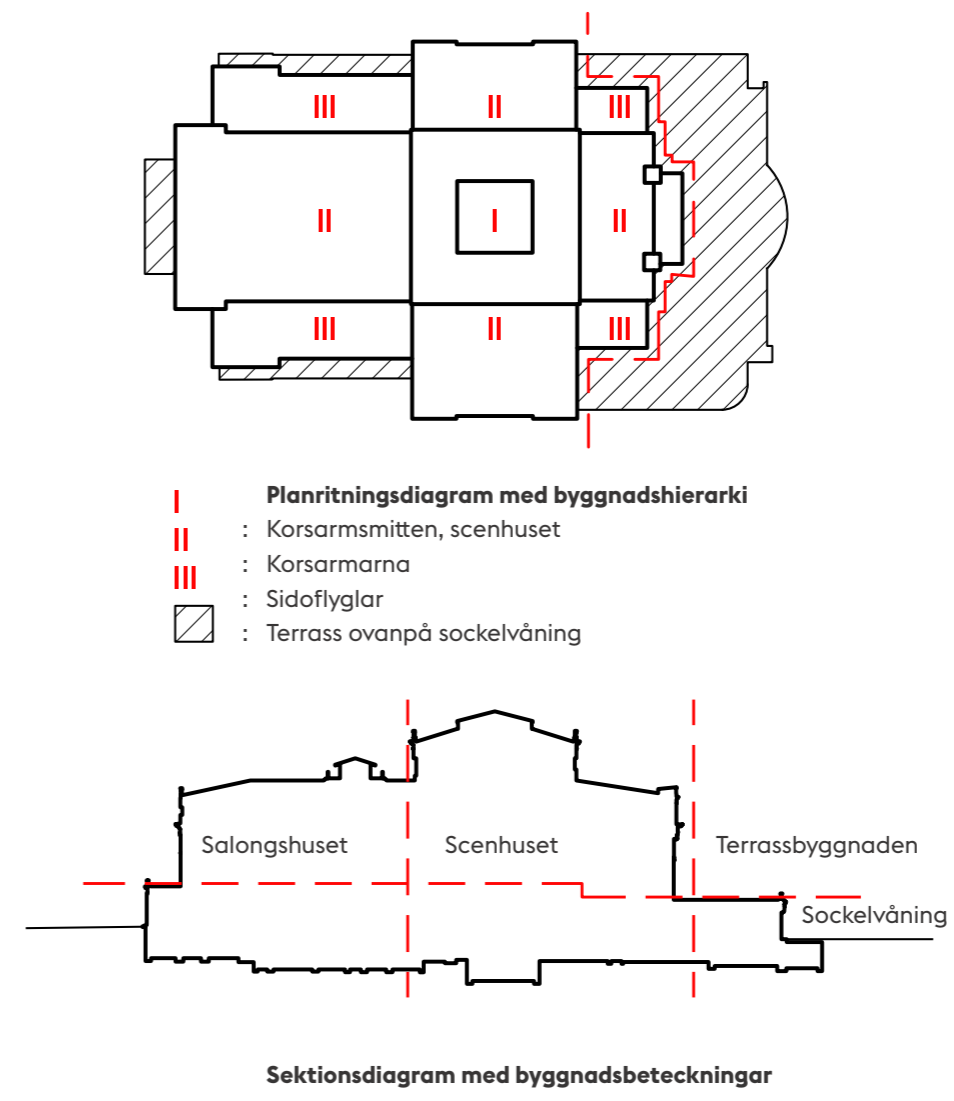 III II III
II I II
III II III
Planritningsdiagram med byggnadshierarki
I : Korsarmsmitten, scenhuset
II : Korsarmarna
III : Sidoflyglar
: Terrass ovanpå sockelvåning
Salongshuset Scenhuset Terrassbyggnaden
Sockelvåning
Sektionsdiagram med byggnadsbeteckningar